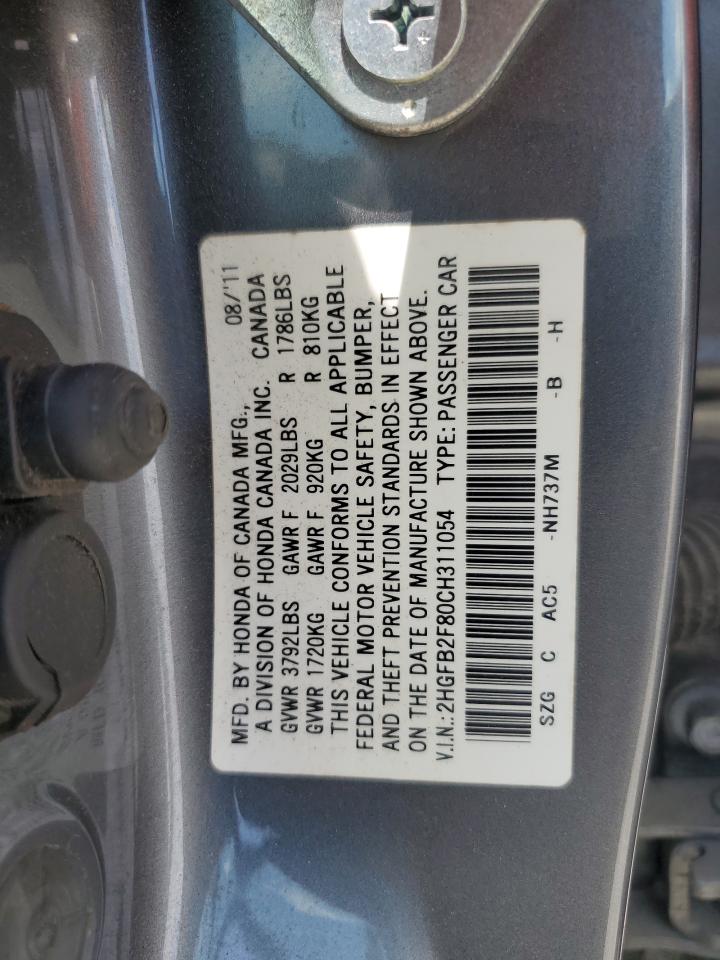 MFD. BY HONDA OF CANADA MFG., 08/'11
A DIVISION OF HONDA CANADA INC. CANADA
GVWR 3792LBS GAWR F 2029LBS R 1786LBS
GVWR 1720KG GAWR F 920KG R 810KG
THIS VEHICLE CONFORMS TO ALL APPLICABLE
FEDERAL MOTOR VEHICLE SAFETY, BUMPER,
AND THEFT PREVENTION STANDARDS IN EFFECT
ON THE DATE OF MANUFACTURE SHOWN ABOVE.
V.I.N.: 2HGFB2F80CH311054 TYPE: PASSENGER CAR
SZG C AC5 -NH737M -B -H